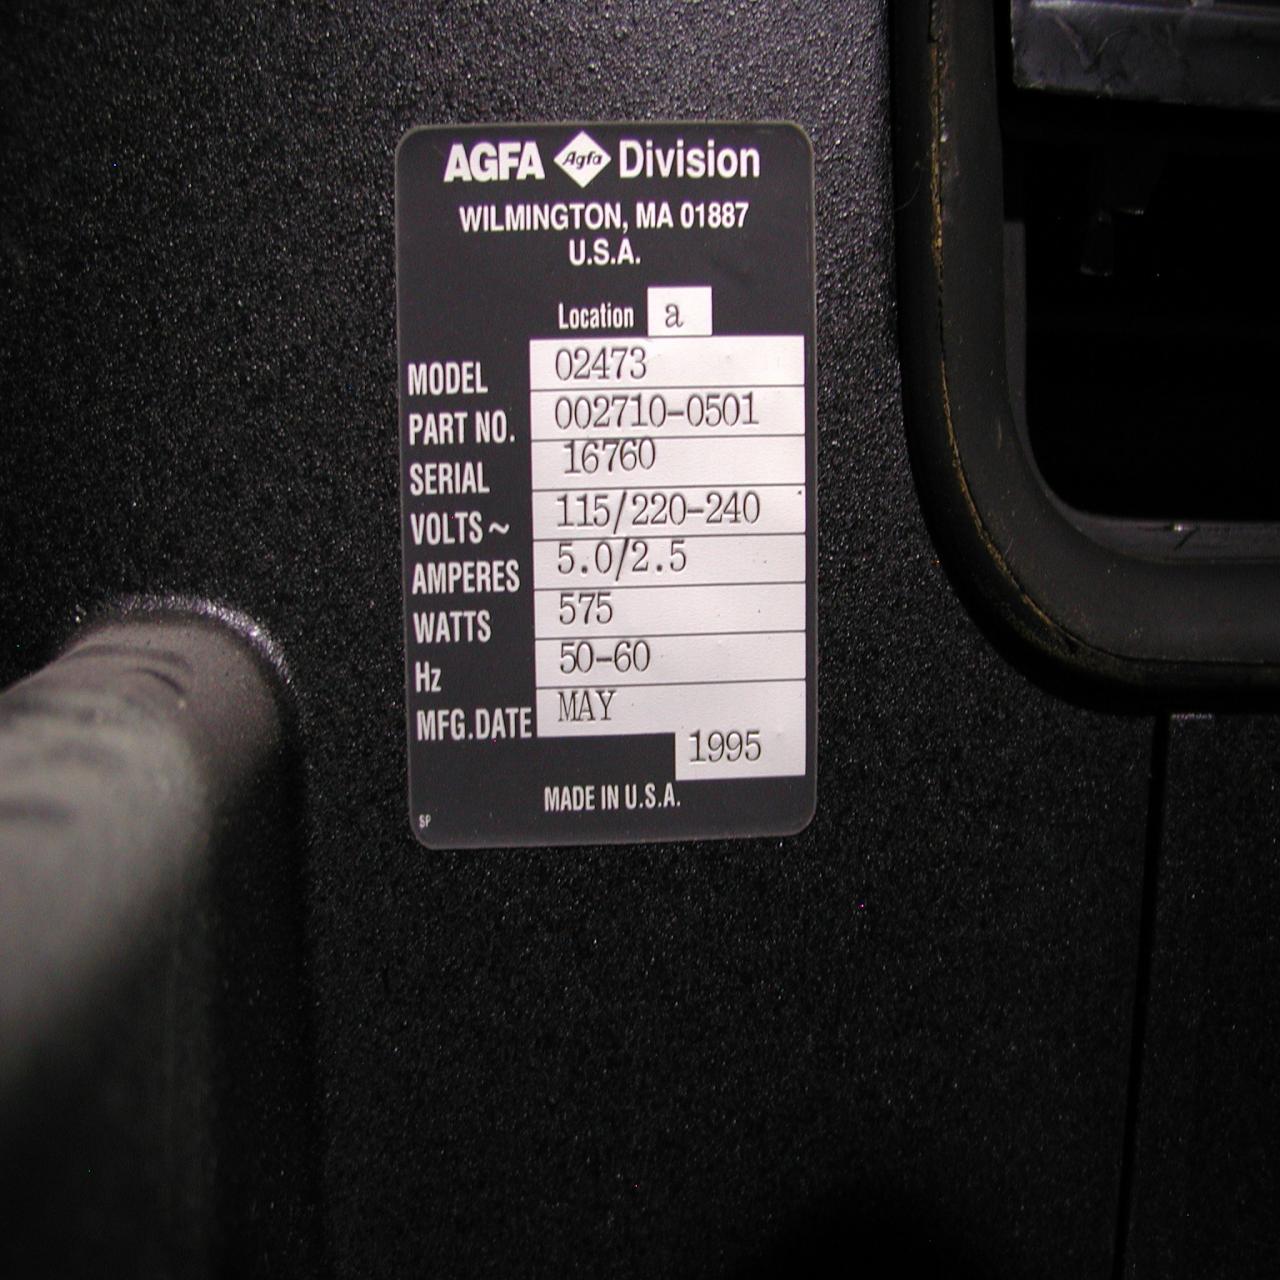 AGFA Agfa Division
WILMINGTON, MA 01887
U.S.A.
Location a
MODEL 02473
PART NO. 002710-0501
SERIAL 16760
VOLTS ~ 115/220-240
AMPERES 5.0/2.5
WATTS 575
Hz 50-60
MFG.DATE MAY
1995
MADE IN U.S.A.
SP